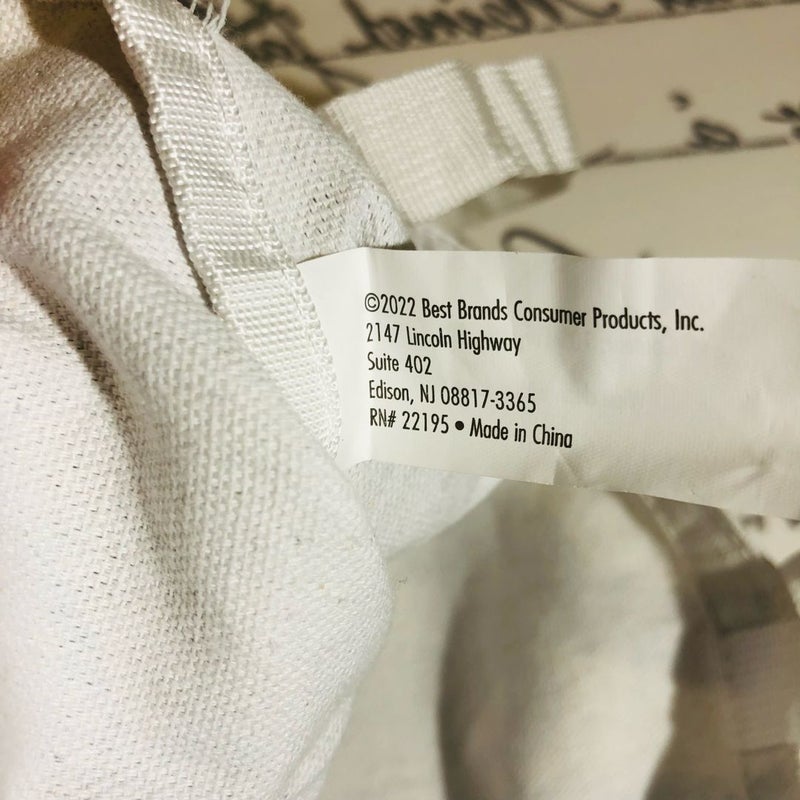 ©2022 Best Brands Consumer Products, Inc.
2147 Lincoln Highway
Suite 402
Edison, NJ 08817-3365
RN# 22195 • Made in China